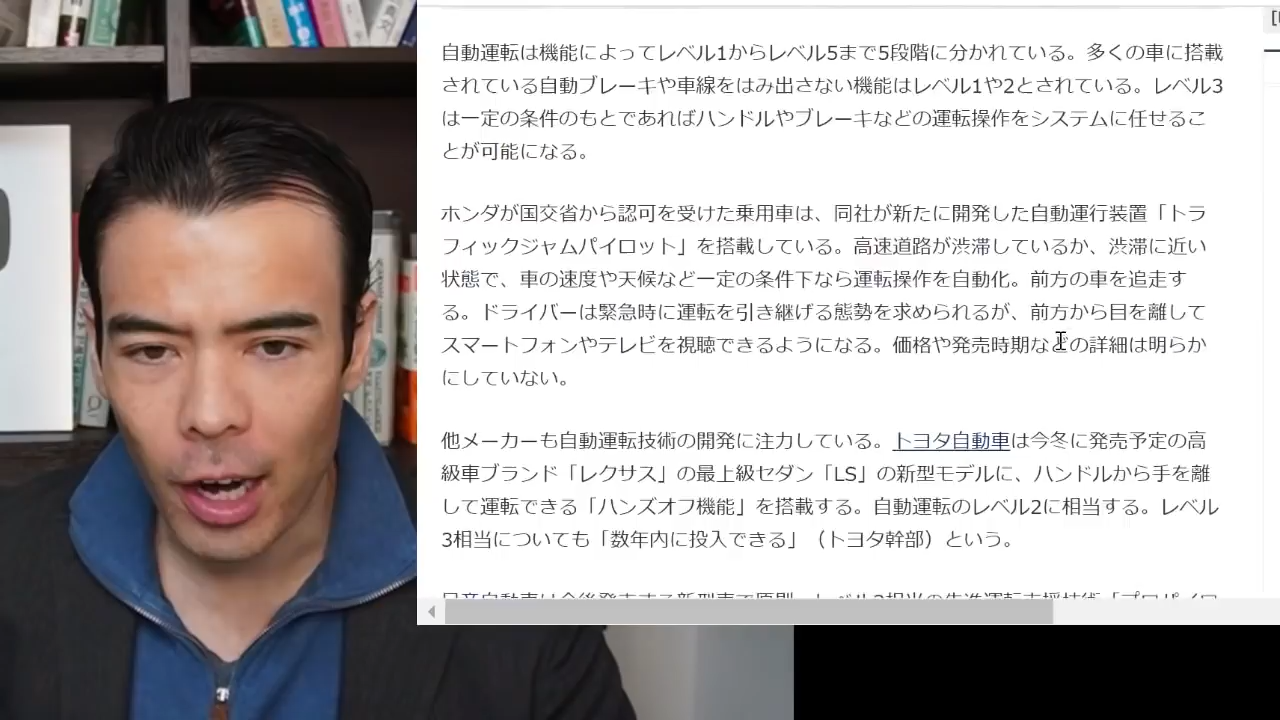 自動運転は機能によってレベル1からレベル5まで5段階に分かれている。多くの車に搭載
されている自動ブレーキや車線をはみ出さない機能はレベル1や2とされている。レベル3
は一定の条件のもとであればハンドルやブレーキなどの運転操作をシステムに任せるこ
とが可能になる。
ホンダが国交省から認可を受けた乗用車は、同社が新たに開発した自動運行装置「トラ
フィックジャムパイロット」を搭載している。高速道路が渋滞しているか、渋滞に近い
状態で、車の速度や天候など一定の条件下なら運転操作を自動化。前方の車を追走す
る。ドライバーは緊急時に運転を引き継げる態勢を求められるが、前方から目を離して
スマートフォンやテレビを視聴できるようになる。価格や発売時期などの詳細は明らか
にしていない。
他メーカーも自動運転技術の開発に注力している。トヨタ自動車は今冬に発売予定の高
級車ブランド「レクサス」の最上級セダン「LS」の新型モデルに、ハンドルから手を離
して運転できる「ハンズオフ機能」を搭載する。自動運転のレベル2に相当する。レベル
3相当についても「数年内に投入できる」（トヨタ幹部）という。